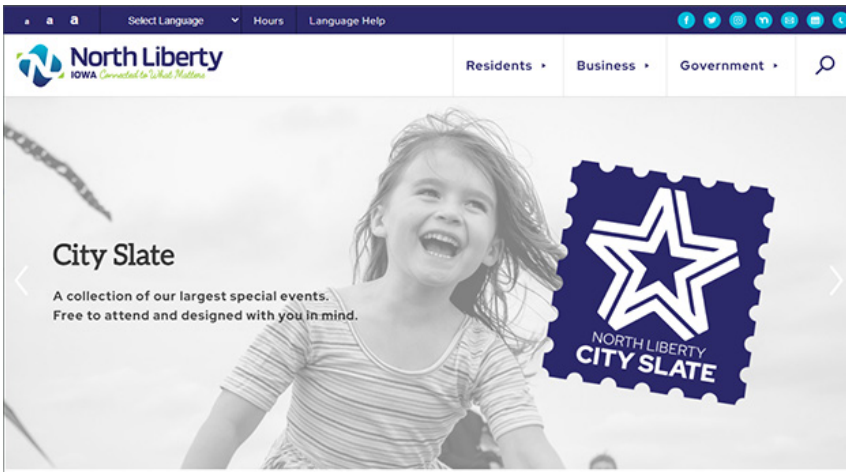 a a a Select Language Hours Language Help
North Liberty
IOWA Connected to What Matters
Residents Business Government
City Slate
A collection of our largest special events.
Free to attend and designed with you in mind.
NORTH LIBERTY
CITY SLATE